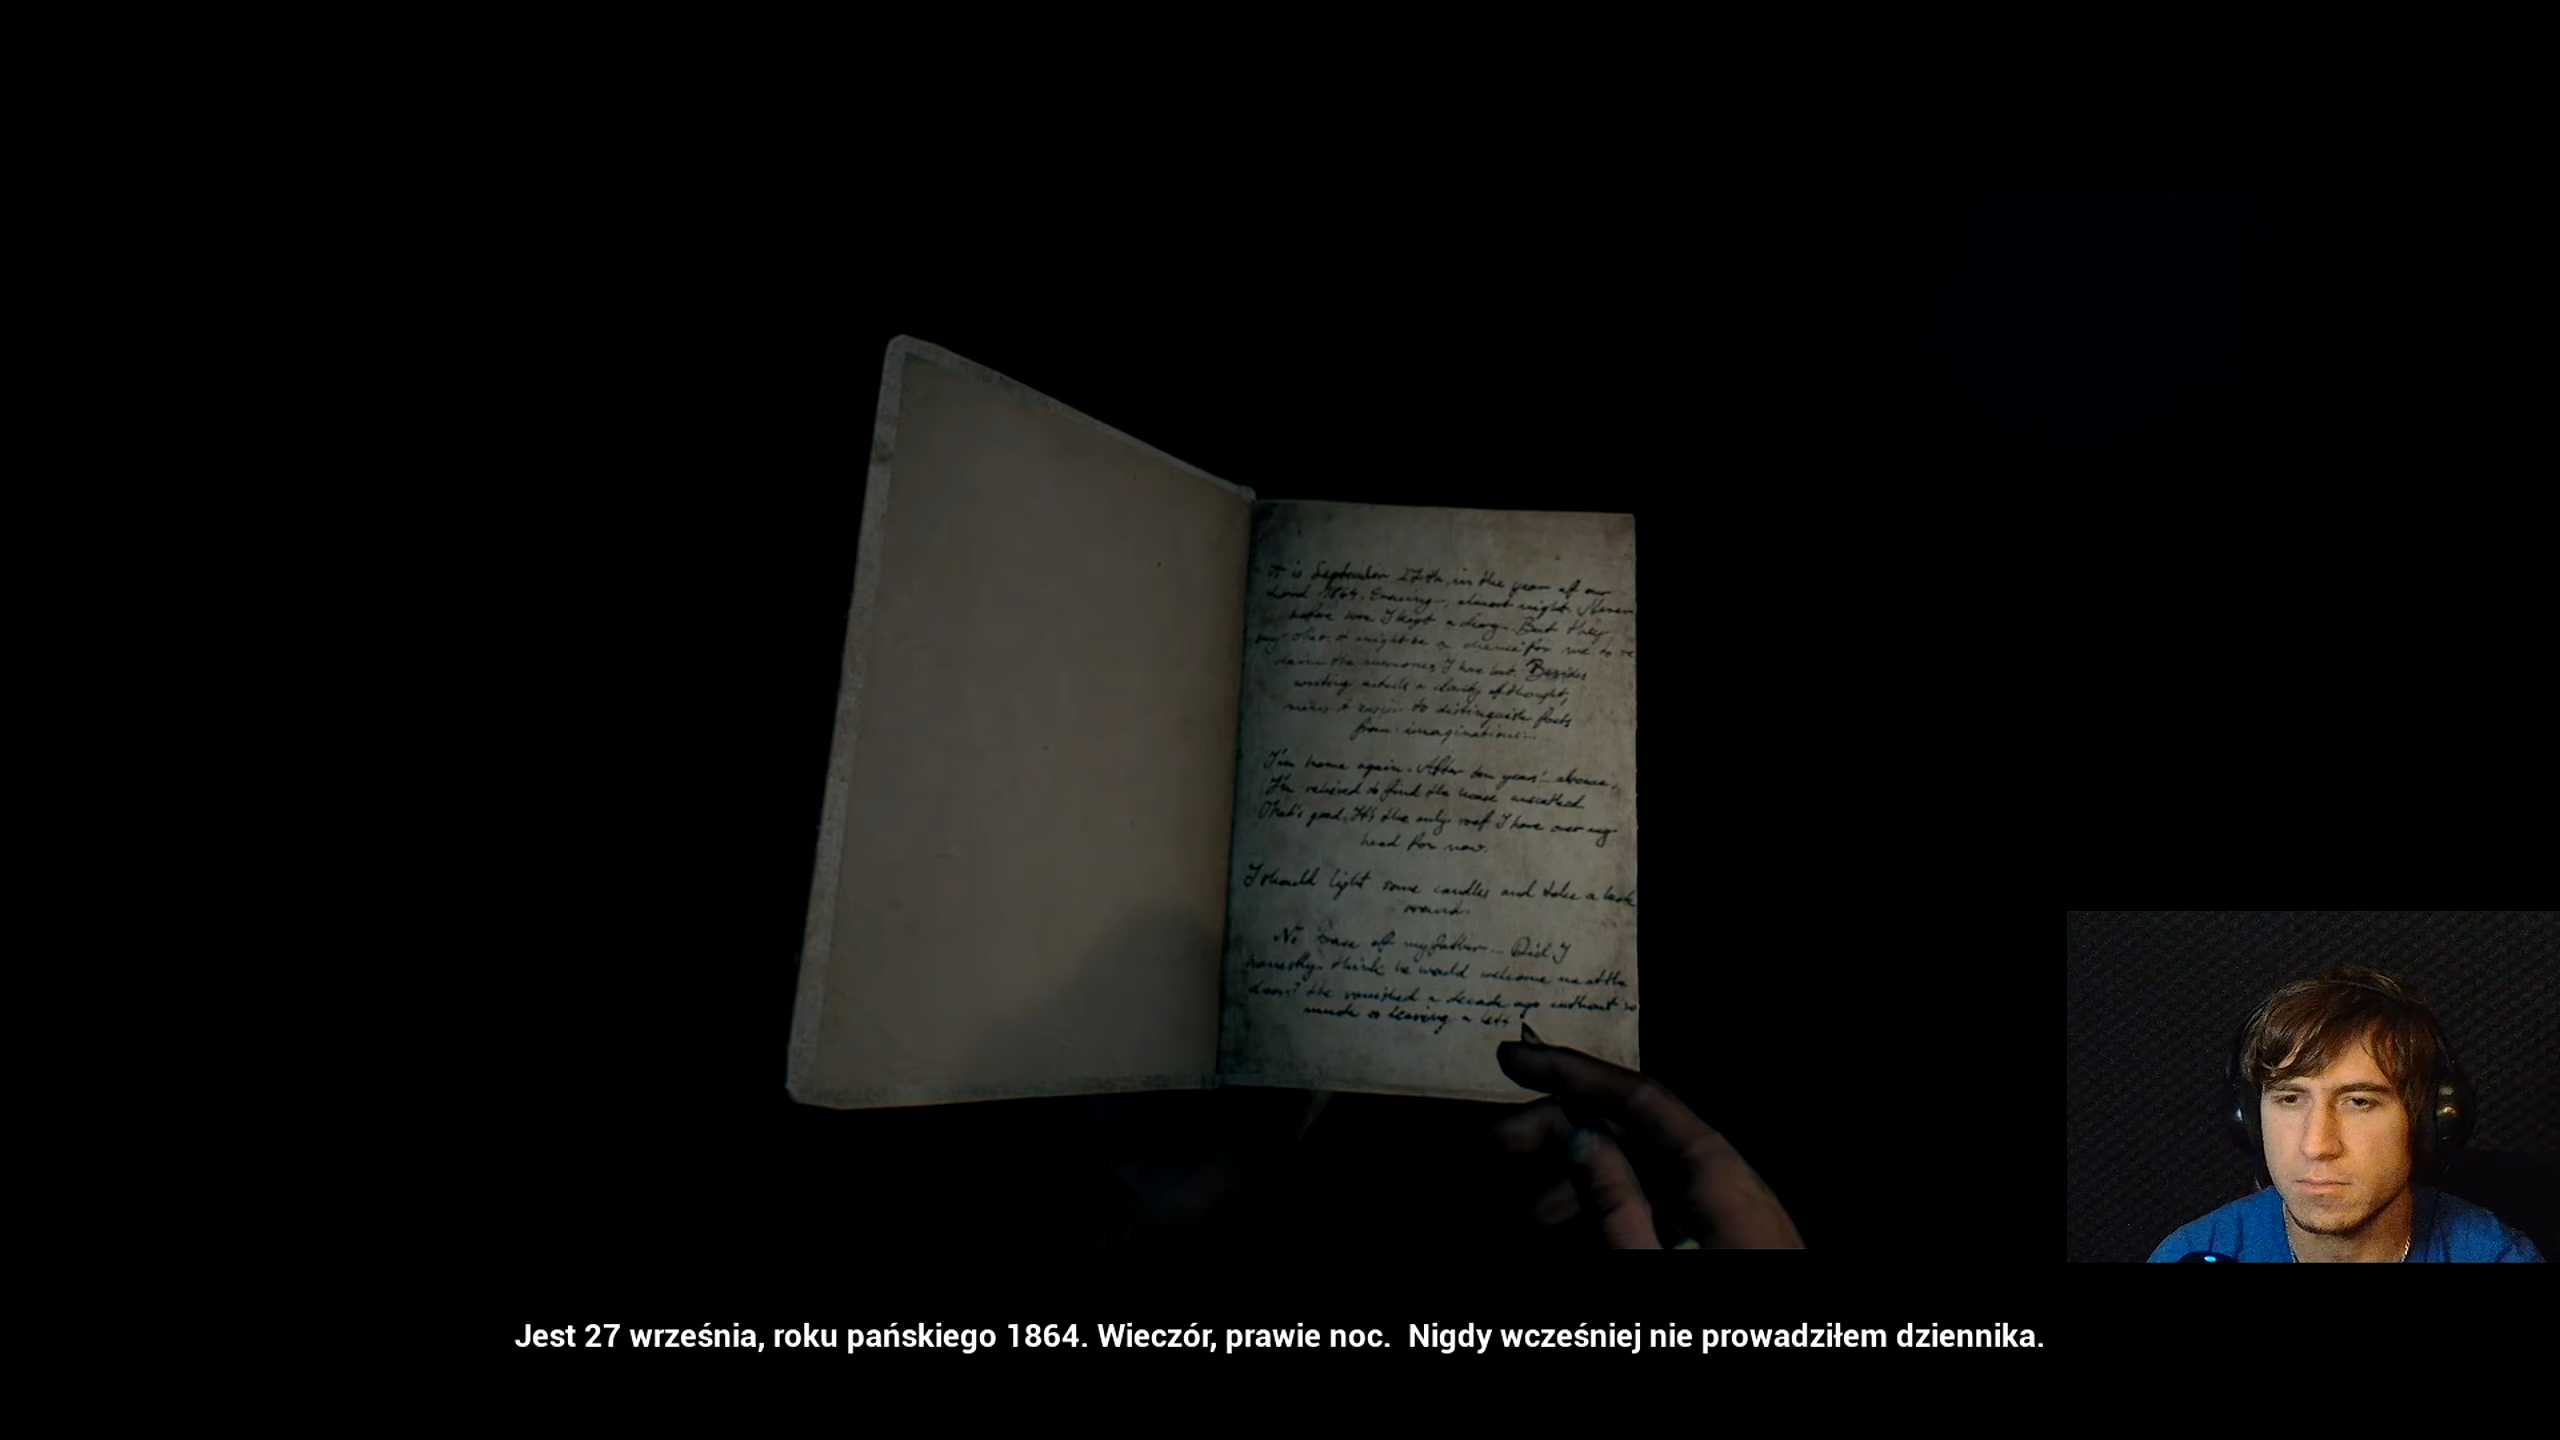 It is September 27th, in the year of our
Lord 1864. Evening, almost night. Never
before have I kept a diary. But they
say that it might be a chance for me to re
claim the memories I have lost. Besides
writing entails a clarity of thought,
makes it easier to distinguish facts
from imaginations...
I'm home again. After ten years' absence,
I'm relieved to find the house unscathed
That's good. It's the only roof I have over my
head for now.
I should light some candles and take a look
around.
No trace of my father... Did I
honestly think he would welcome me at the
door? He vanished a decade ago without so
much as leaving a lett
Jest 27 września, roku pańskiego 1864. Wieczór, prawie noc. Nigdy wcześniej nie prowadziłem dziennika.